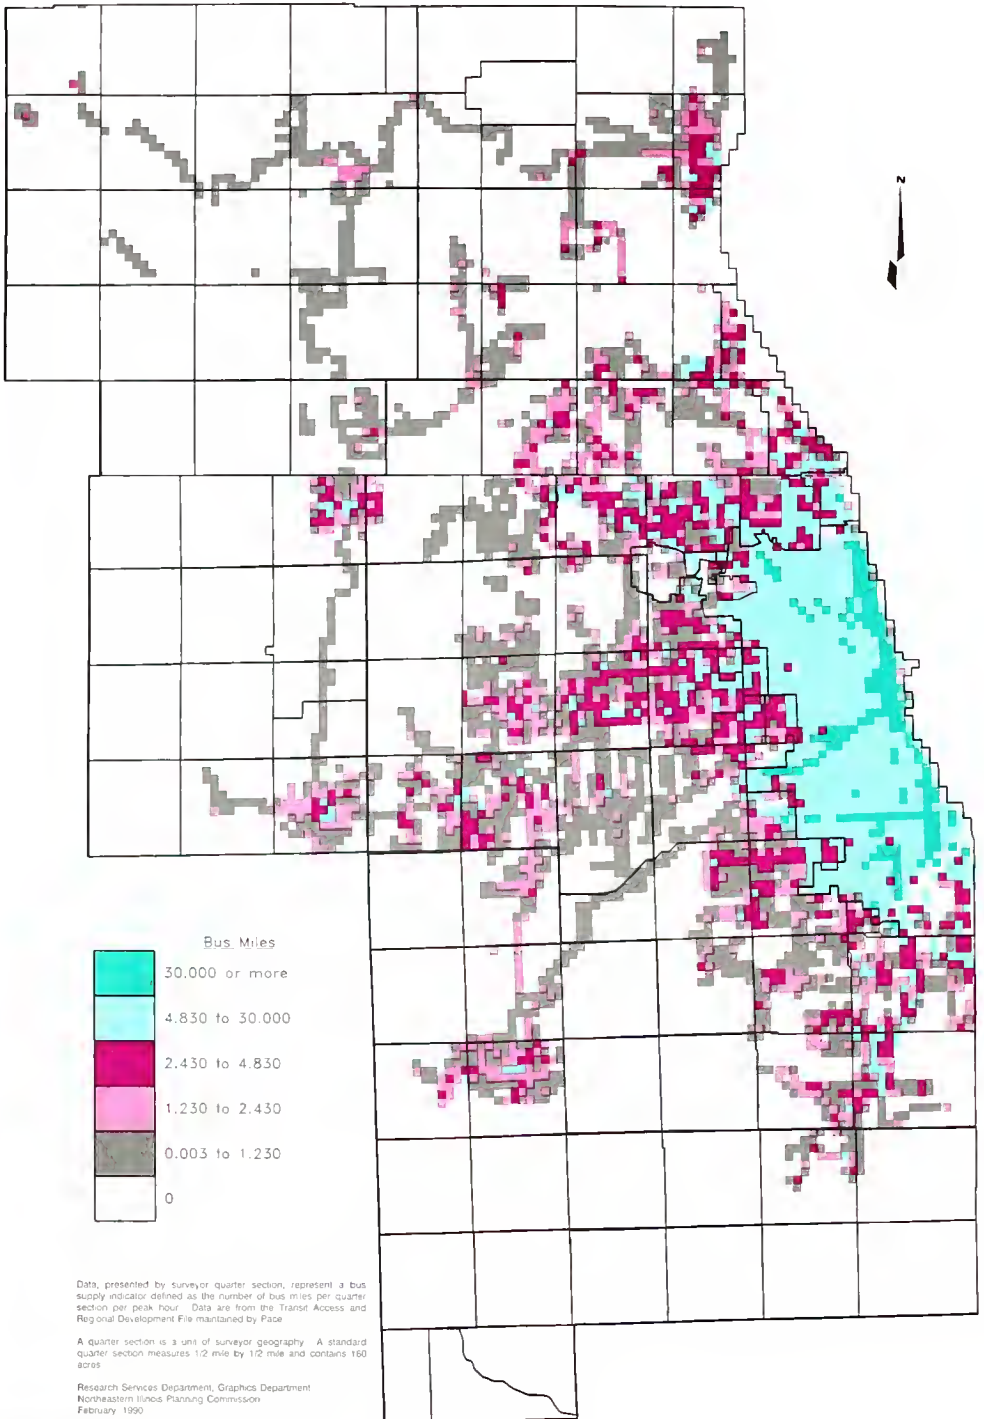 N
Bus Miles
30.000 or more
4.830 to 30.000
2.430 to 4.830
1.230 to 2.430
0.003 to 1.230
0
Data, presented by surveyor quarter section, represent a bus
supply indicator defined as the number of bus miles per quarter
section per peak hour. Data are from the Transit Access and
Regional Development File maintained by Pace
A quarter section is a unit of surveyor geography. A standard
quarter section measures 1/2 mile by 1/2 mile and contains 160
acres
Research Services Department, Graphics Department
Northeastern Illinois Planning Commission
February 1990